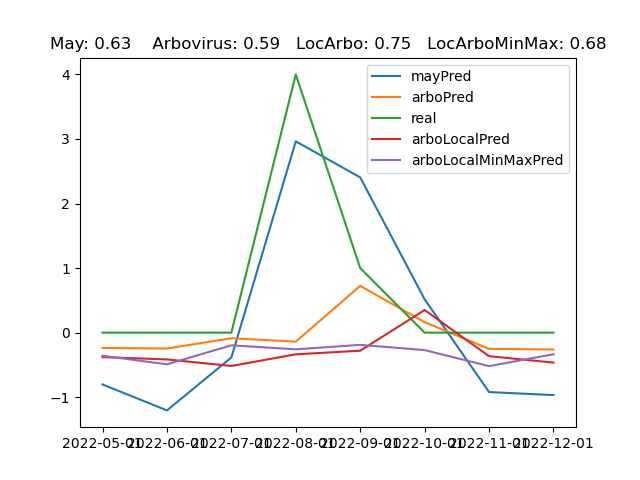 May: 0.63    Arbovirus: 0.59   LocArbo: 0.75   LocArboMinMax: 0.68
4
3
2
1
0
−1
mayPred
arboPred
real
arboLocalPred
arboLocalMinMaxPred
2022-05-01 2022-06-01 2022-07-01 2022-08-01 2022-09-01 2022-10-01 2022-11-01 2022-12-01